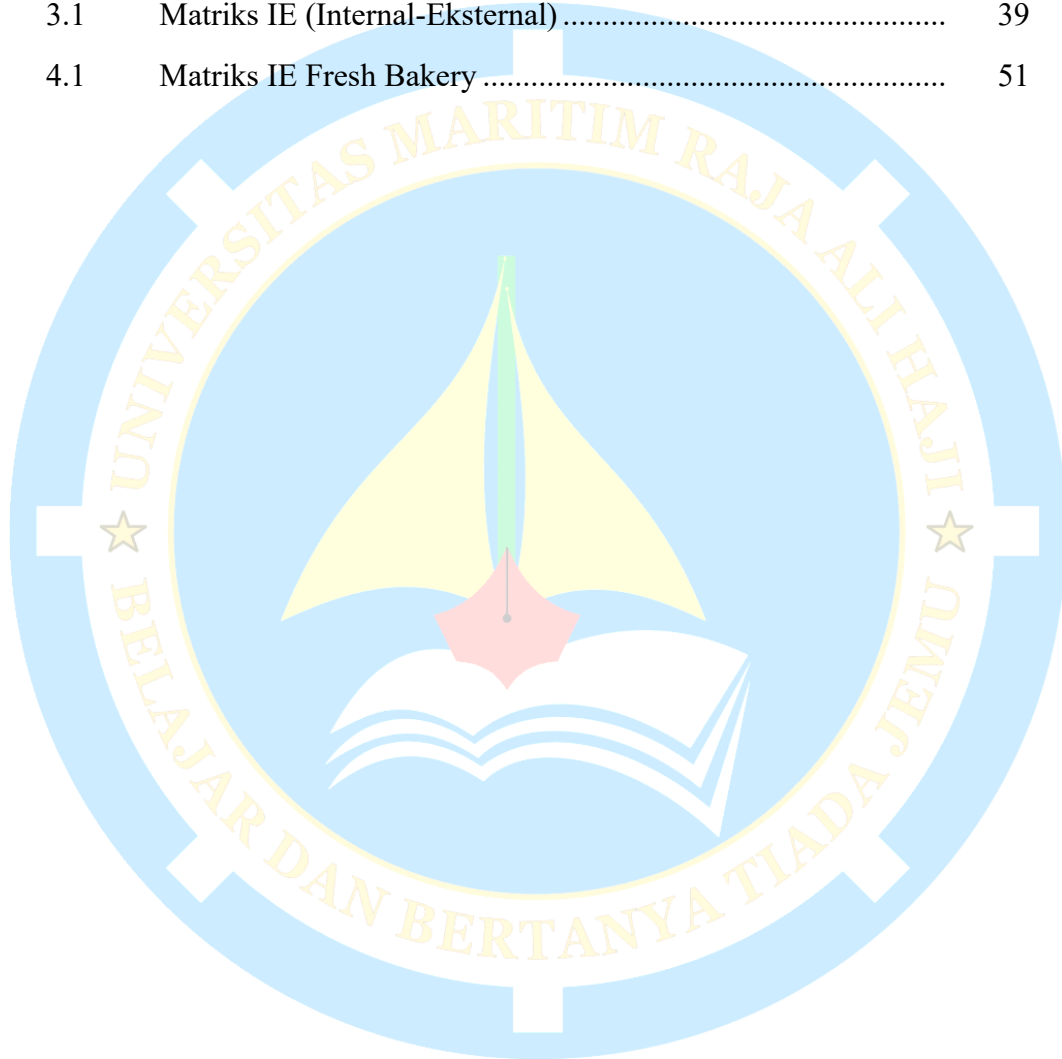 3.1 Matriks IE (Internal-Eksternal) ................................................ 39
4.1 Matriks IE Fresh Bakery .......................................................... 51
UNIVERSITAS MARITIM RAJA ALI HAJI
BELAJAR DAN BERTANYA TIADA JEMU